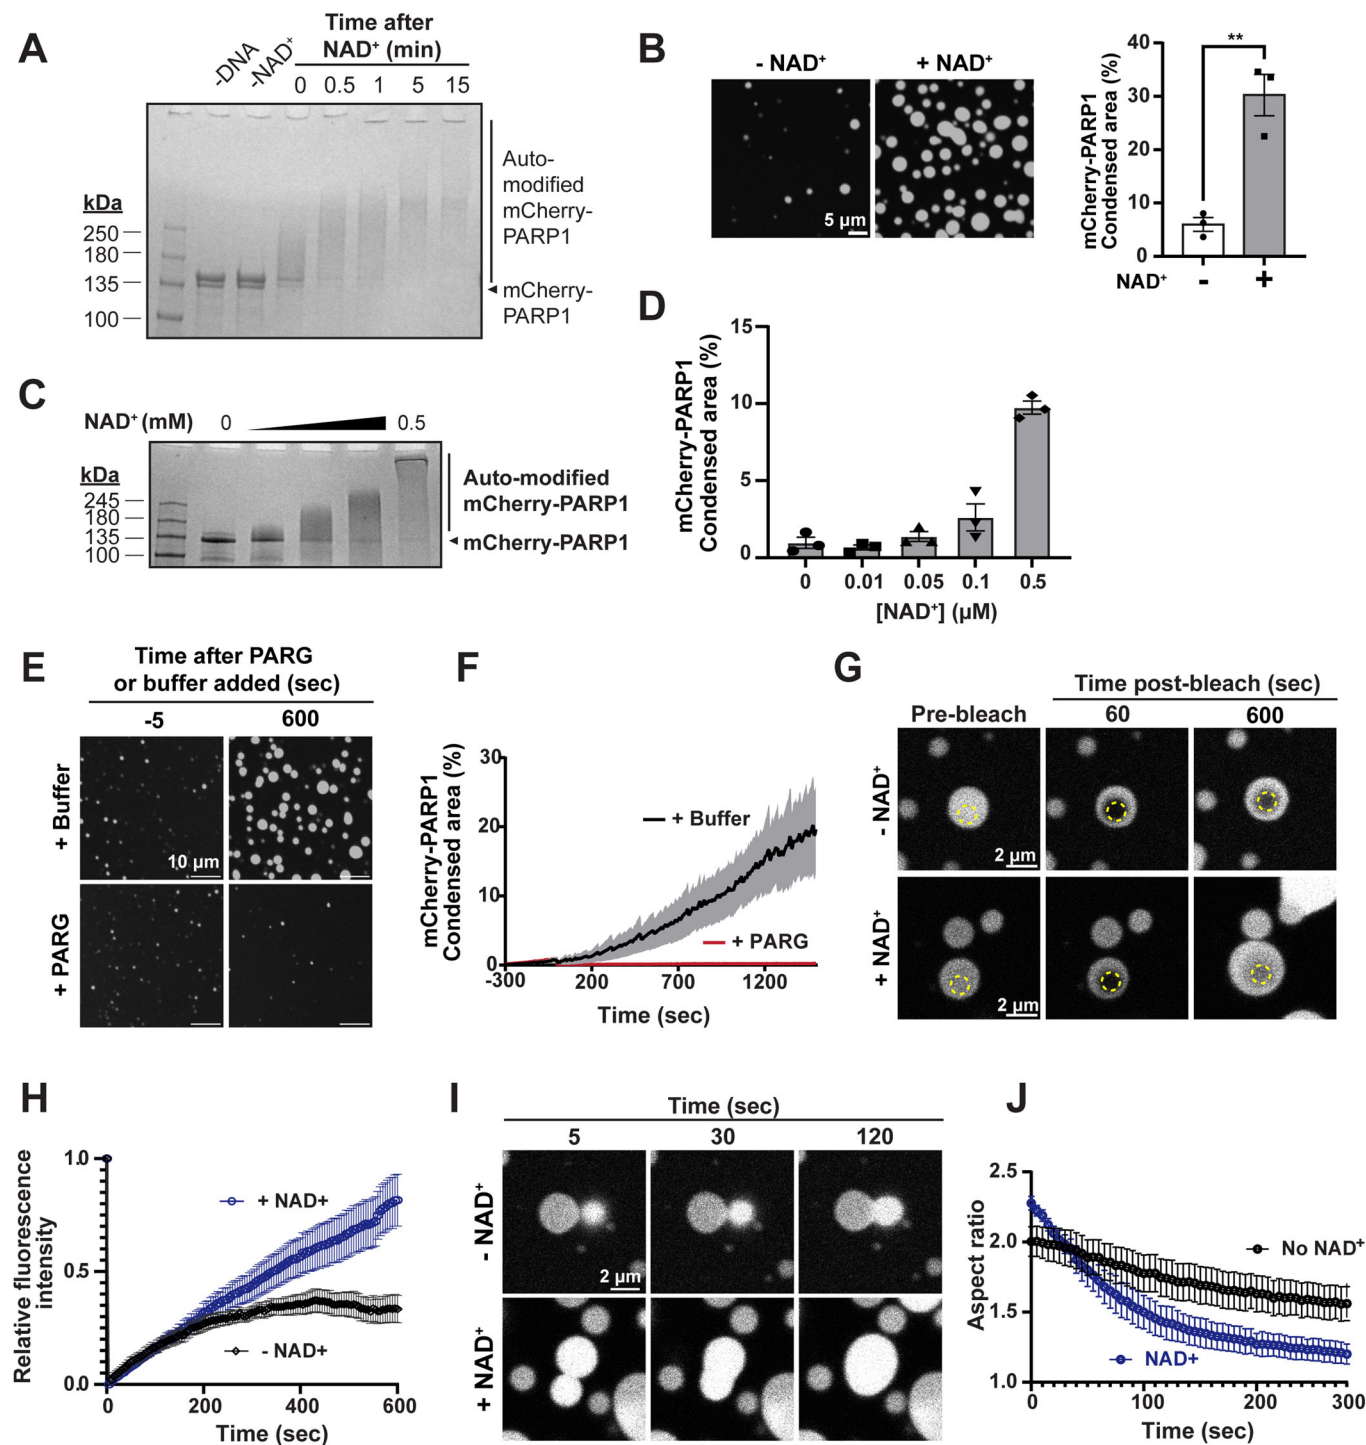 A
-DNA
-NAD+
Time after
NAD+ (min)
0 0.5 1 5 15
kDa
250
180
135
100
Auto-
modified
mCherry-
PARP1
mCherry-
PARP1
B
- NAD+ + NAD+
5 µm
mCherry-PARP1
Condensed area (%)
40
30
20
10
0
**
NAD+ - +
C
NAD+ (mM) 0 0.5
kDa
245
180
135
100
Auto-modified
mCherry-PARP1
mCherry-PARP1
D
mCherry-PARP1
Condensed area (%)
15
10
5
0
0 0.01 0.05 0.1 0.5
[NAD+] (µM)
E
Time after PARG
or buffer added (sec)
-5 600
+ Buffer
10 µm
+ PARG
F
mCherry-PARP1
Condensed area (%)
30
20
10
0
+ Buffer
+ PARG
-300 200 700 1200
Time (sec)
G
Time post-bleach (sec)
Pre-bleach 60 600
- NAD+
2 µm
+ NAD+
2 µm
H
Relative fluorescence
intensity
1.0
0.5
0.0
+ NAD+
- NAD+
0 200 400 600
Time (sec)
I
Time (sec)
5 30 120
- NAD+
2 µm
+ NAD+
J
Aspect ratio
2.5
2.0
1.5
1.0
No NAD+
NAD+
0 100 200 300
Time (sec)